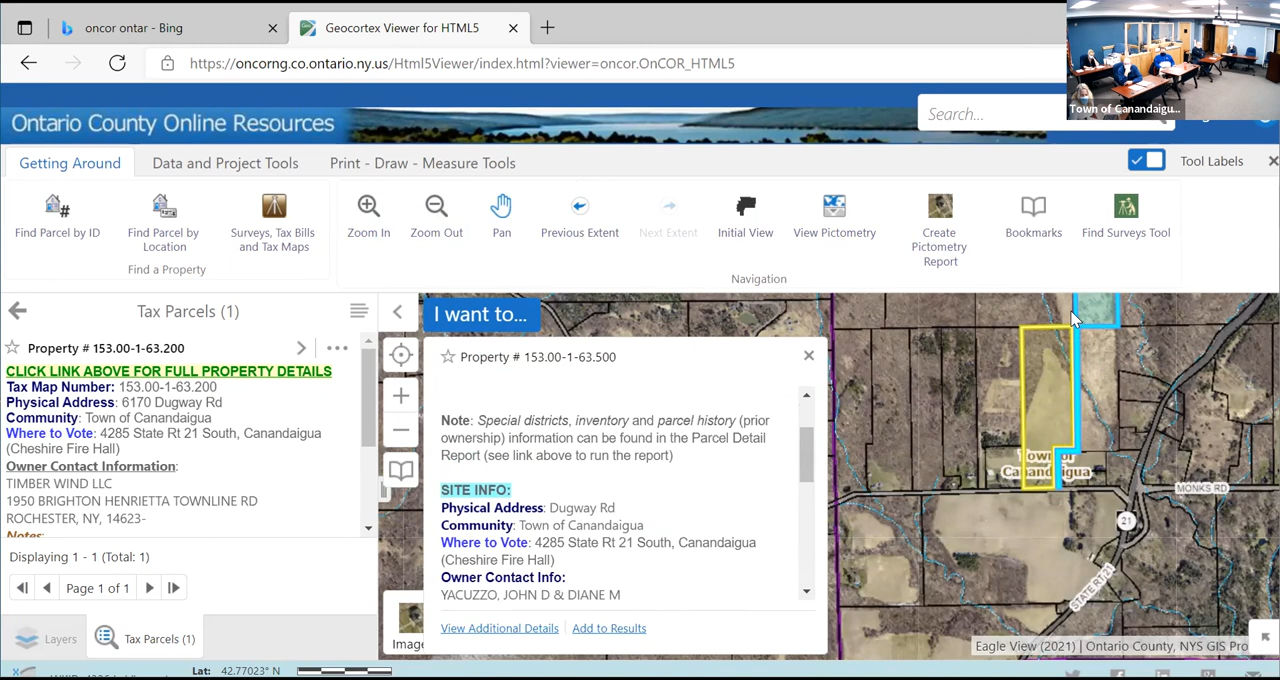 oncor ontar - Bing
Geocortex Viewer for HTML5
https://oncorng.co.ontario.ny.us/Html5Viewer/index.html?viewer=oncor.OnCOR_HTML5
Town of Canandaigu...
Ontario County Online Resources
Search...
Getting Around
Data and Project Tools
Print - Draw - Measure Tools
Tool Labels
Find Parcel by ID
Find Parcel by Location
Surveys, Tax Bills and Tax Maps
Find a Property
Zoom In
Zoom Out
Pan
Previous Extent
Next Extent
Initial View
View Pictometry
Create Pictometry Report
Bookmarks
Find Surveys Tool
Navigation
Tax Parcels (1)
Property # 153.00-1-63.200
CLICK LINK ABOVE FOR FULL PROPERTY DETAILS
Tax Map Number: 153.00-1-63.200
Physical Address: 6170 Dugway Rd
Community: Town of Canandaigua
Where to Vote: 4285 State Rt 21 South, Canandaigua
(Cheshire Fire Hall)
Owner Contact Information:
TIMBER WIND LLC
1950 BRIGHTON HENRIETTA TOWNLINE RD
ROCHESTER, NY, 14623-
Notes:
Displaying 1 - 1 (Total: 1)
Page 1 of 1
Layers
Tax Parcels (1)
I want to...
Property # 153.00-1-63.500
Note: Special districts, inventory and parcel history (prior
ownership) information can be found in the Parcel Detail
Report (see link above to run the report)
SITE INFO:
Physical Address: Dugway Rd
Community: Town of Canandaigua
Where to Vote: 4285 State Rt 21 South, Canandaigua
(Cheshire Fire Hall)
Owner Contact Info:
YACUZZO, JOHN D & DIANE M
View Additional Details
Add to Results
Image
Town of
Canandaigua
MONKS RD
21
STATE RT 21
Eagle View (2021) | Ontario County, NYS GIS Pro
Lat: 42.77023° N